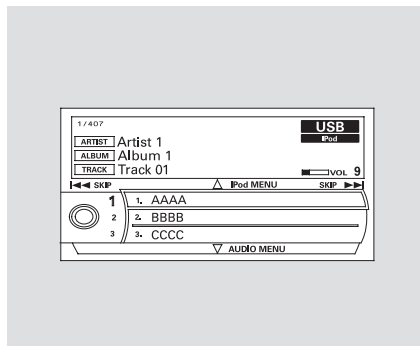 1/407
USB
iPod
ARTIST Artist 1
ALBUM Album 1
TRACK Track 01
VOL 9
SKIP iPod MENU SKIP
1 1. AAAA
2 2. BBBB
3 3. CCCC
AUDIO MENU